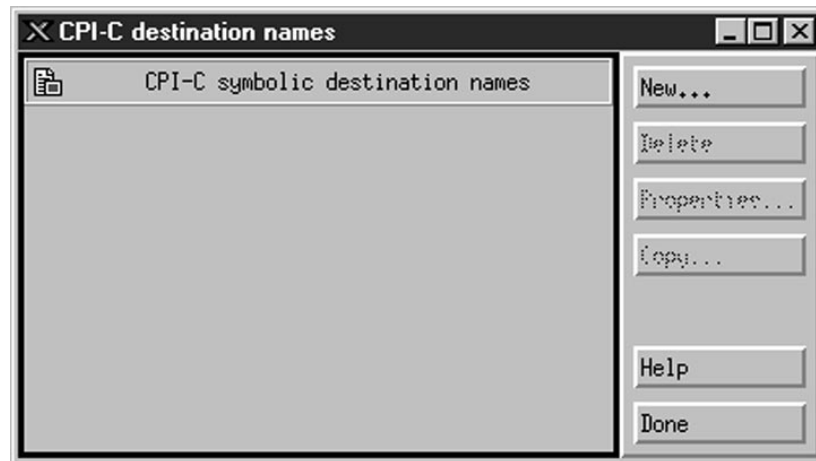 CPI-C destination names
CPI-C symbolic destination names
New...
Delete
Properties...
Copy...
Help
Done